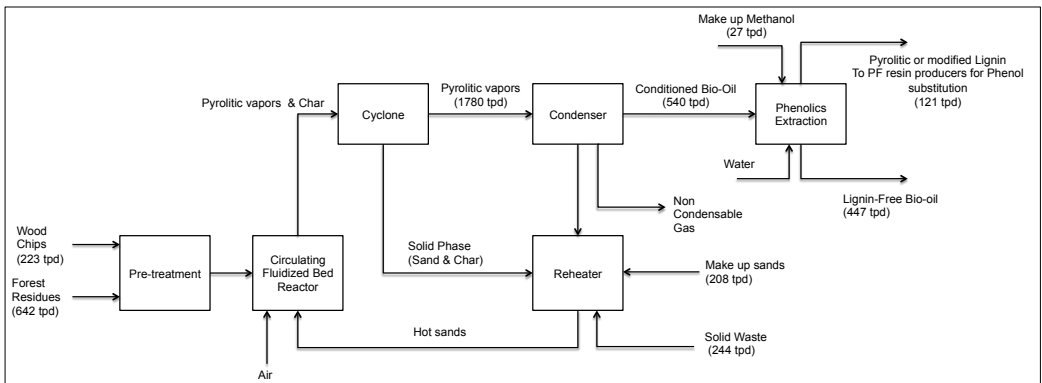 Make up Methanol
(27 tpd)
Pyrolitic or modified Lignin
To PF resin producers for Phenol
substitution
(121 tpd)
Pyrolitic vapors & Char
Cyclone
Pyrolitic vapors
(1780 tpd)
Condenser
Conditioned Bio-Oil
(540 tpd)
Phenolics
Extraction
Water
Lignin-Free Bio-oil
(447 tpd)
Non
Condensable
Gas
Wood
Chips
(223 tpd)
Forest
Residues
(642 tpd)
Pre-treatment
Circulating
Fluidized Bed
Reactor
Solid Phase
(Sand & Char)
Reheater
Make up sands
(208 tpd)
Hot sands
Solid Waste
(244 tpd)
Air